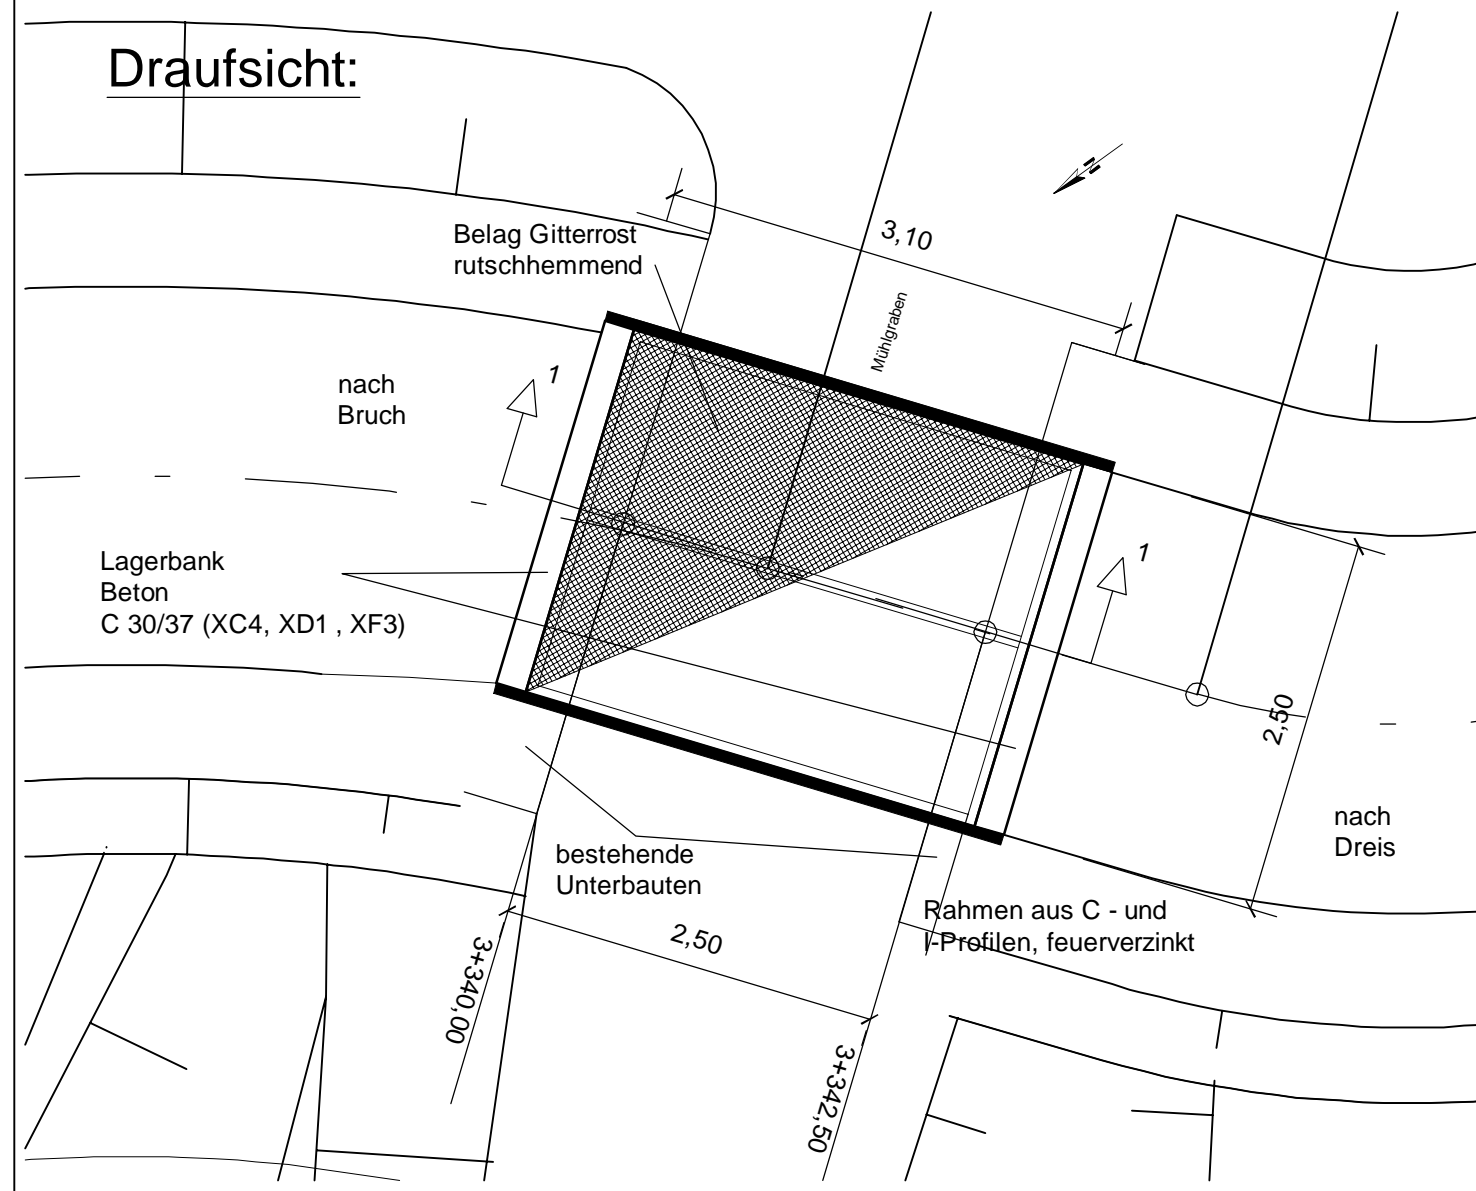 Draufsicht:
3,10
Belag Gitterrost
rutschhemmend
Mühlgraben
nach
Bruch
1
1
Lagerbank
Beton
C 30/37 (XC4, XD1 , XF3)
2,50
nach
Dreis
bestehende
Unterbauten
Rahmen aus C - und
I-Profilen, feuerverzinkt
2,50
3+340,00
3+342,50